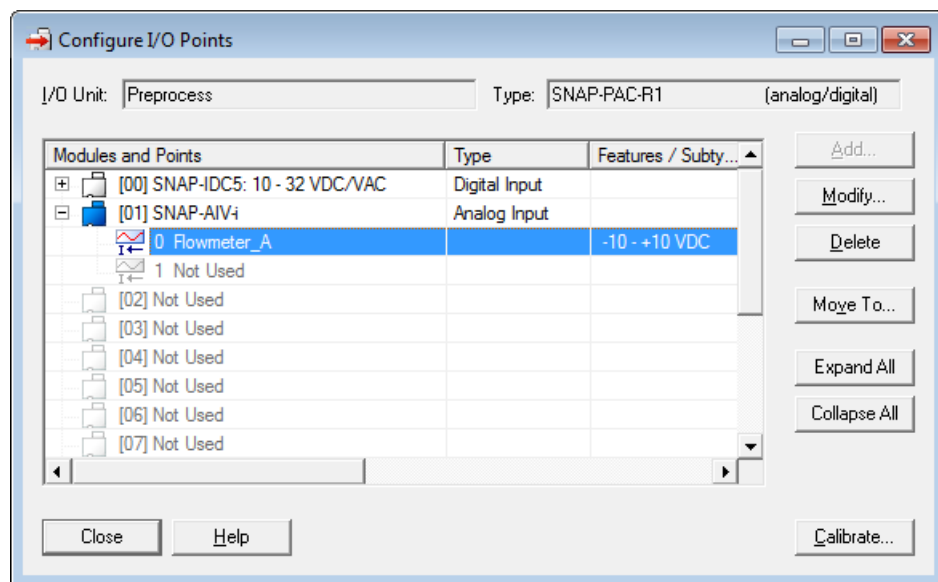 Configure I/O Points
I/O Unit: Preprocess Type: SNAP-PAC-R1 (analog/digital)
Modules and Points Type Features / Subty...
[00] SNAP-IDC5: 10 - 32 VDC/VAC Digital Input
[01] SNAP-AIV-i Analog Input
0 Flowmeter_A -10 - +10 VDC
1 Not Used
[02] Not Used
[03] Not Used
[04] Not Used
[05] Not Used
[06] Not Used
[07] Not Used
Add...
Modify...
Delete
Move To...
Expand All
Collapse All
Close Help Calibrate...